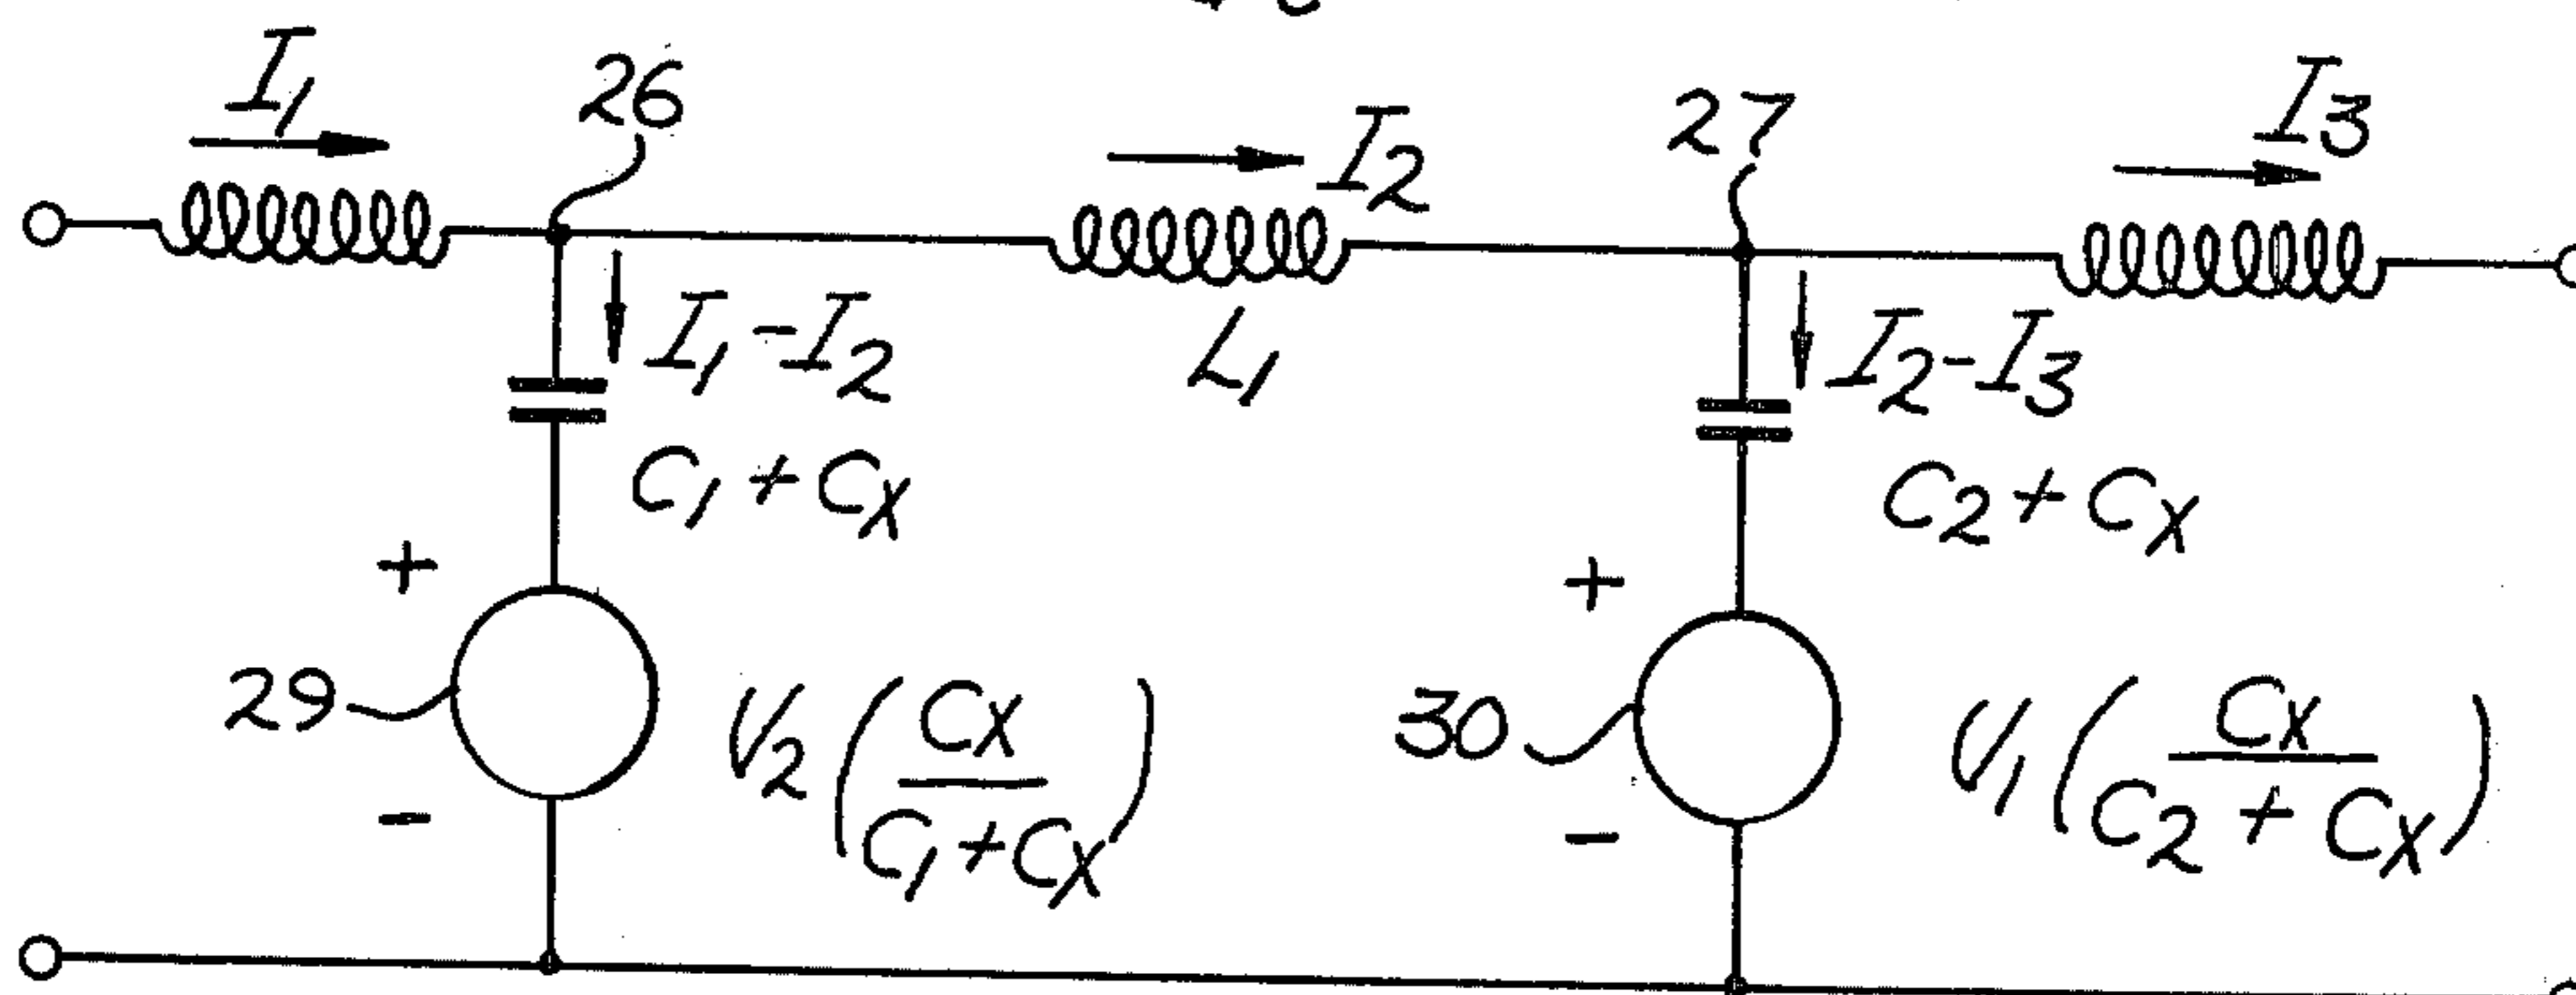 I1
26
I2
27
I3
I1-I2
L1
I2-I3
C1+CX
C2+CX
+
+
29
V2(CX/C1+CX)
30
V1(CX/C2+CX)
-
-